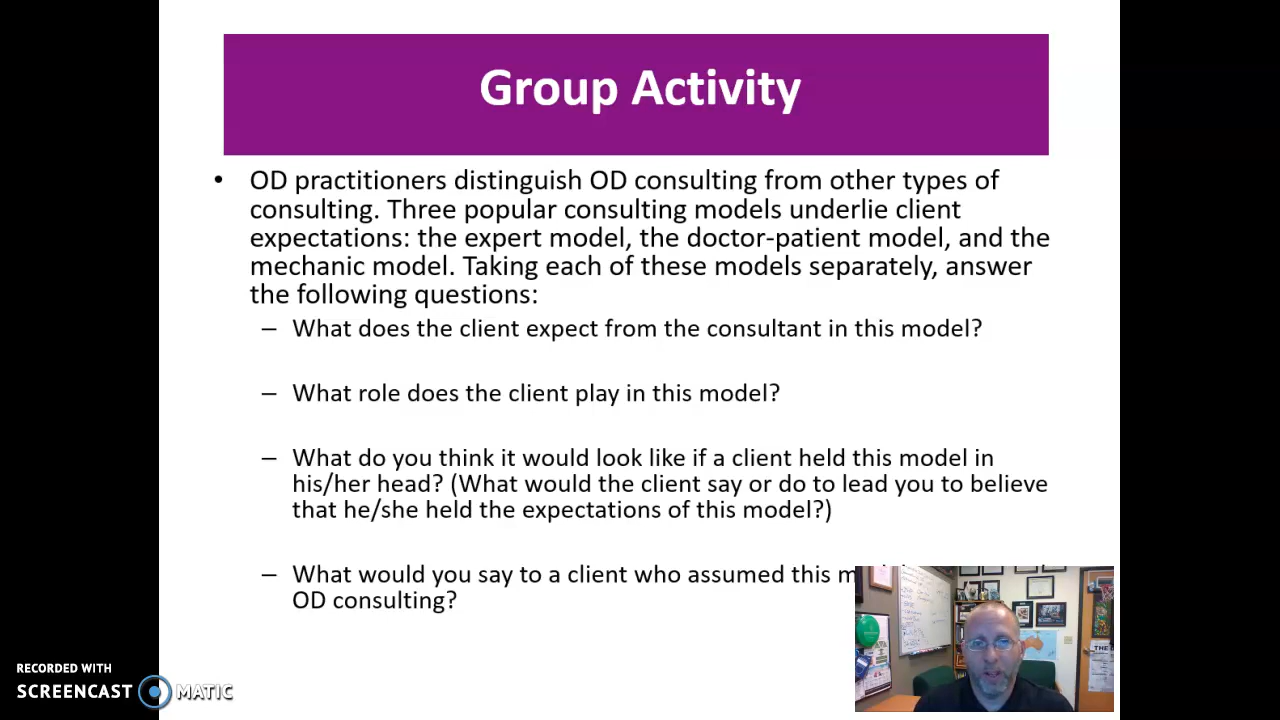 Group Activity
• OD practitioners distinguish OD consulting from other types of
consulting. Three popular consulting models underlie client
expectations: the expert model, the doctor-patient model, and the
mechanic model. Taking each of these models separately, answer
the following questions:
– What does the client expect from the consultant in this model?
– What role does the client play in this model?
– What do you think it would look like if a client held this model in
his/her head? (What would the client say or do to lead you to believe
that he/she held the expectations of this model?)
– What would you say to a client who assumed this
OD consulting?
THE
RECORDED WITH
SCREENCAST MATIC